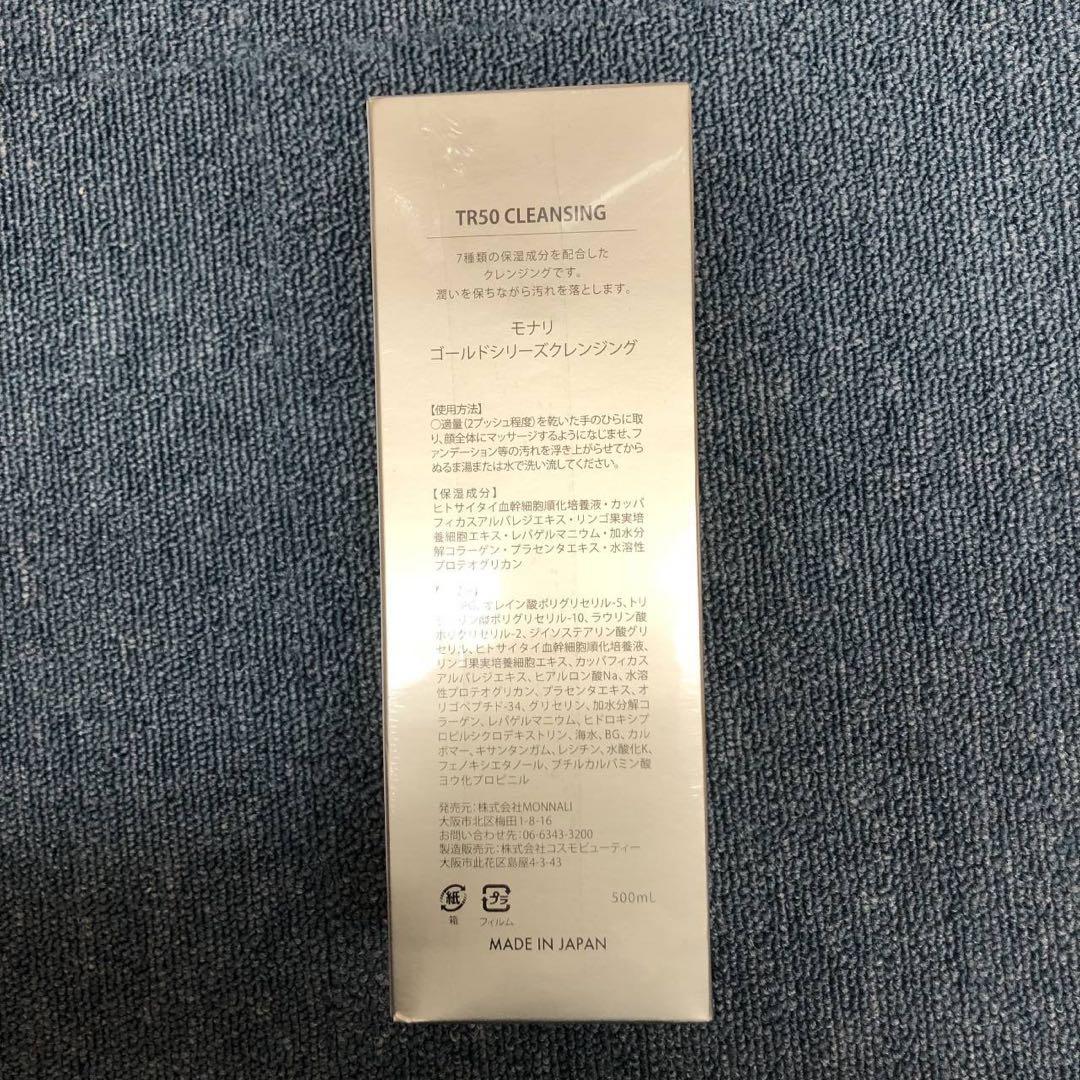 TR50 CLEANSING
7種類の保湿成分を配合した
クレンジングです。
潤いを保ちながら汚れを落とします。
モナリ
ゴールドシリーズクレンジング
【使用方法】
○適量(2プッシュ程度)を乾いた手のひらに取
り、顔全体にマッサージするようになじませ、フ
ァンデーション等の汚れを浮き上がらせてから
ぬるま湯または水で洗い流してください。
【保湿成分】
ヒトサイタイ血幹細胞順化培養液・カッパ
フィカスアルバレジエキス・リンゴ果実培
養細胞エキス・レパゲルマニウム・加水分
解コラーゲン・プラセンタエキス・水溶性
プロテオグリカン
オレイン酸ポリグリセリル-5、トリ
リン酸ポリグリセリル-10、ラウリン酸
ポリグリセリル-2、ジイソステアリン酸グリ
セリル、ヒトサイタイ血幹細胞順化培養液、
リンゴ果実培養細胞エキス、カッパフィカス
アルバレジエキス、ヒアルロン酸Na、水溶
性プロテオグリカン、プラセンタエキス、オ
リゴペプチド-34、グリセリン、加水分解コ
ラーゲン、レパゲルマニウム、ヒドロキシプ
ロピルシクロデキストリン、海水、BG、カル
ボマー、キサンタンガム、レシチン、水酸化K、
フェノキシエタノール、ブチルカルバミン酸
ヨウ化プロピニル
発売元:株式会社MONNALI
大阪市北区梅田1-8-16
お問い合わせ先:06-6343-3200
製造販売元:株式会社コスモビューティー
大阪市此花区島屋4-3-43
紙 プラ 500mL
箱 フィルム
MADE IN JAPAN